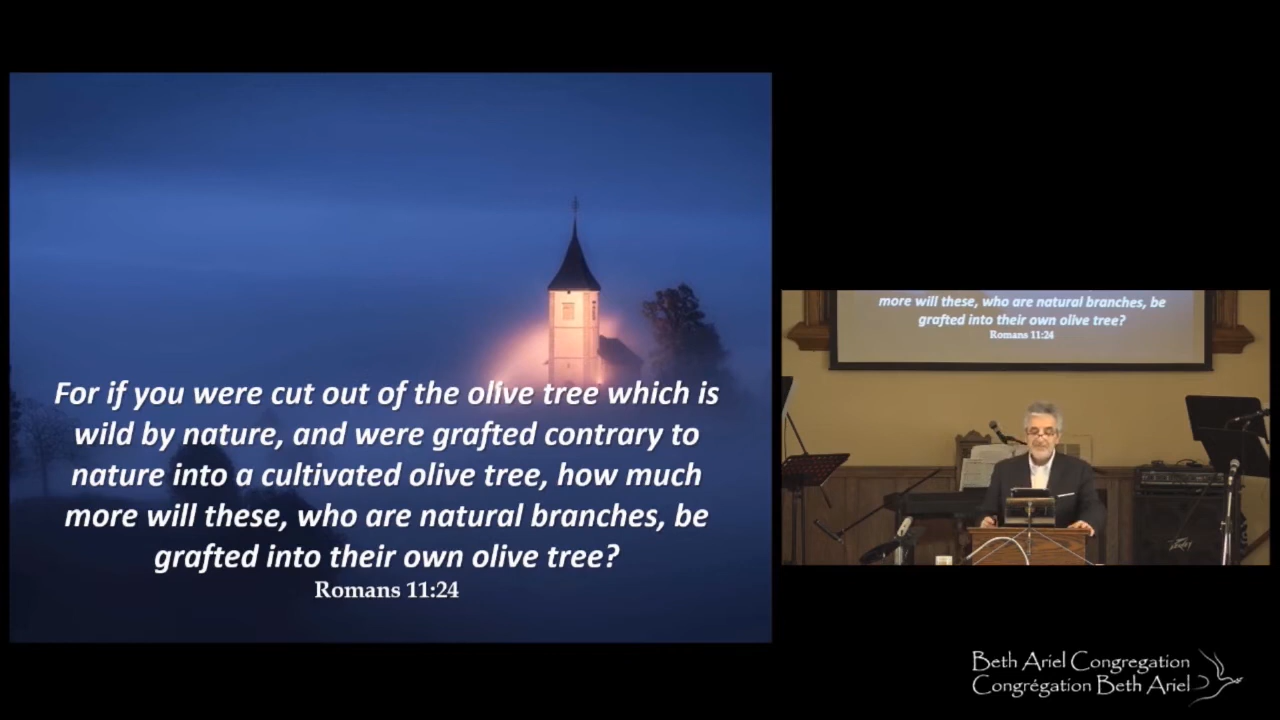 For if you were cut out of the olive tree which is
wild by nature, and were grafted contrary to
nature into a cultivated olive tree, how much
more will these, who are natural branches, be
grafted into their own olive tree?
Romans 11:24
more will these, who are natural branches, be
grafted into their own olive tree?
Romans 11:24
PEAVEY
Beth Ariel Congregation
Congrégation Beth Ariel